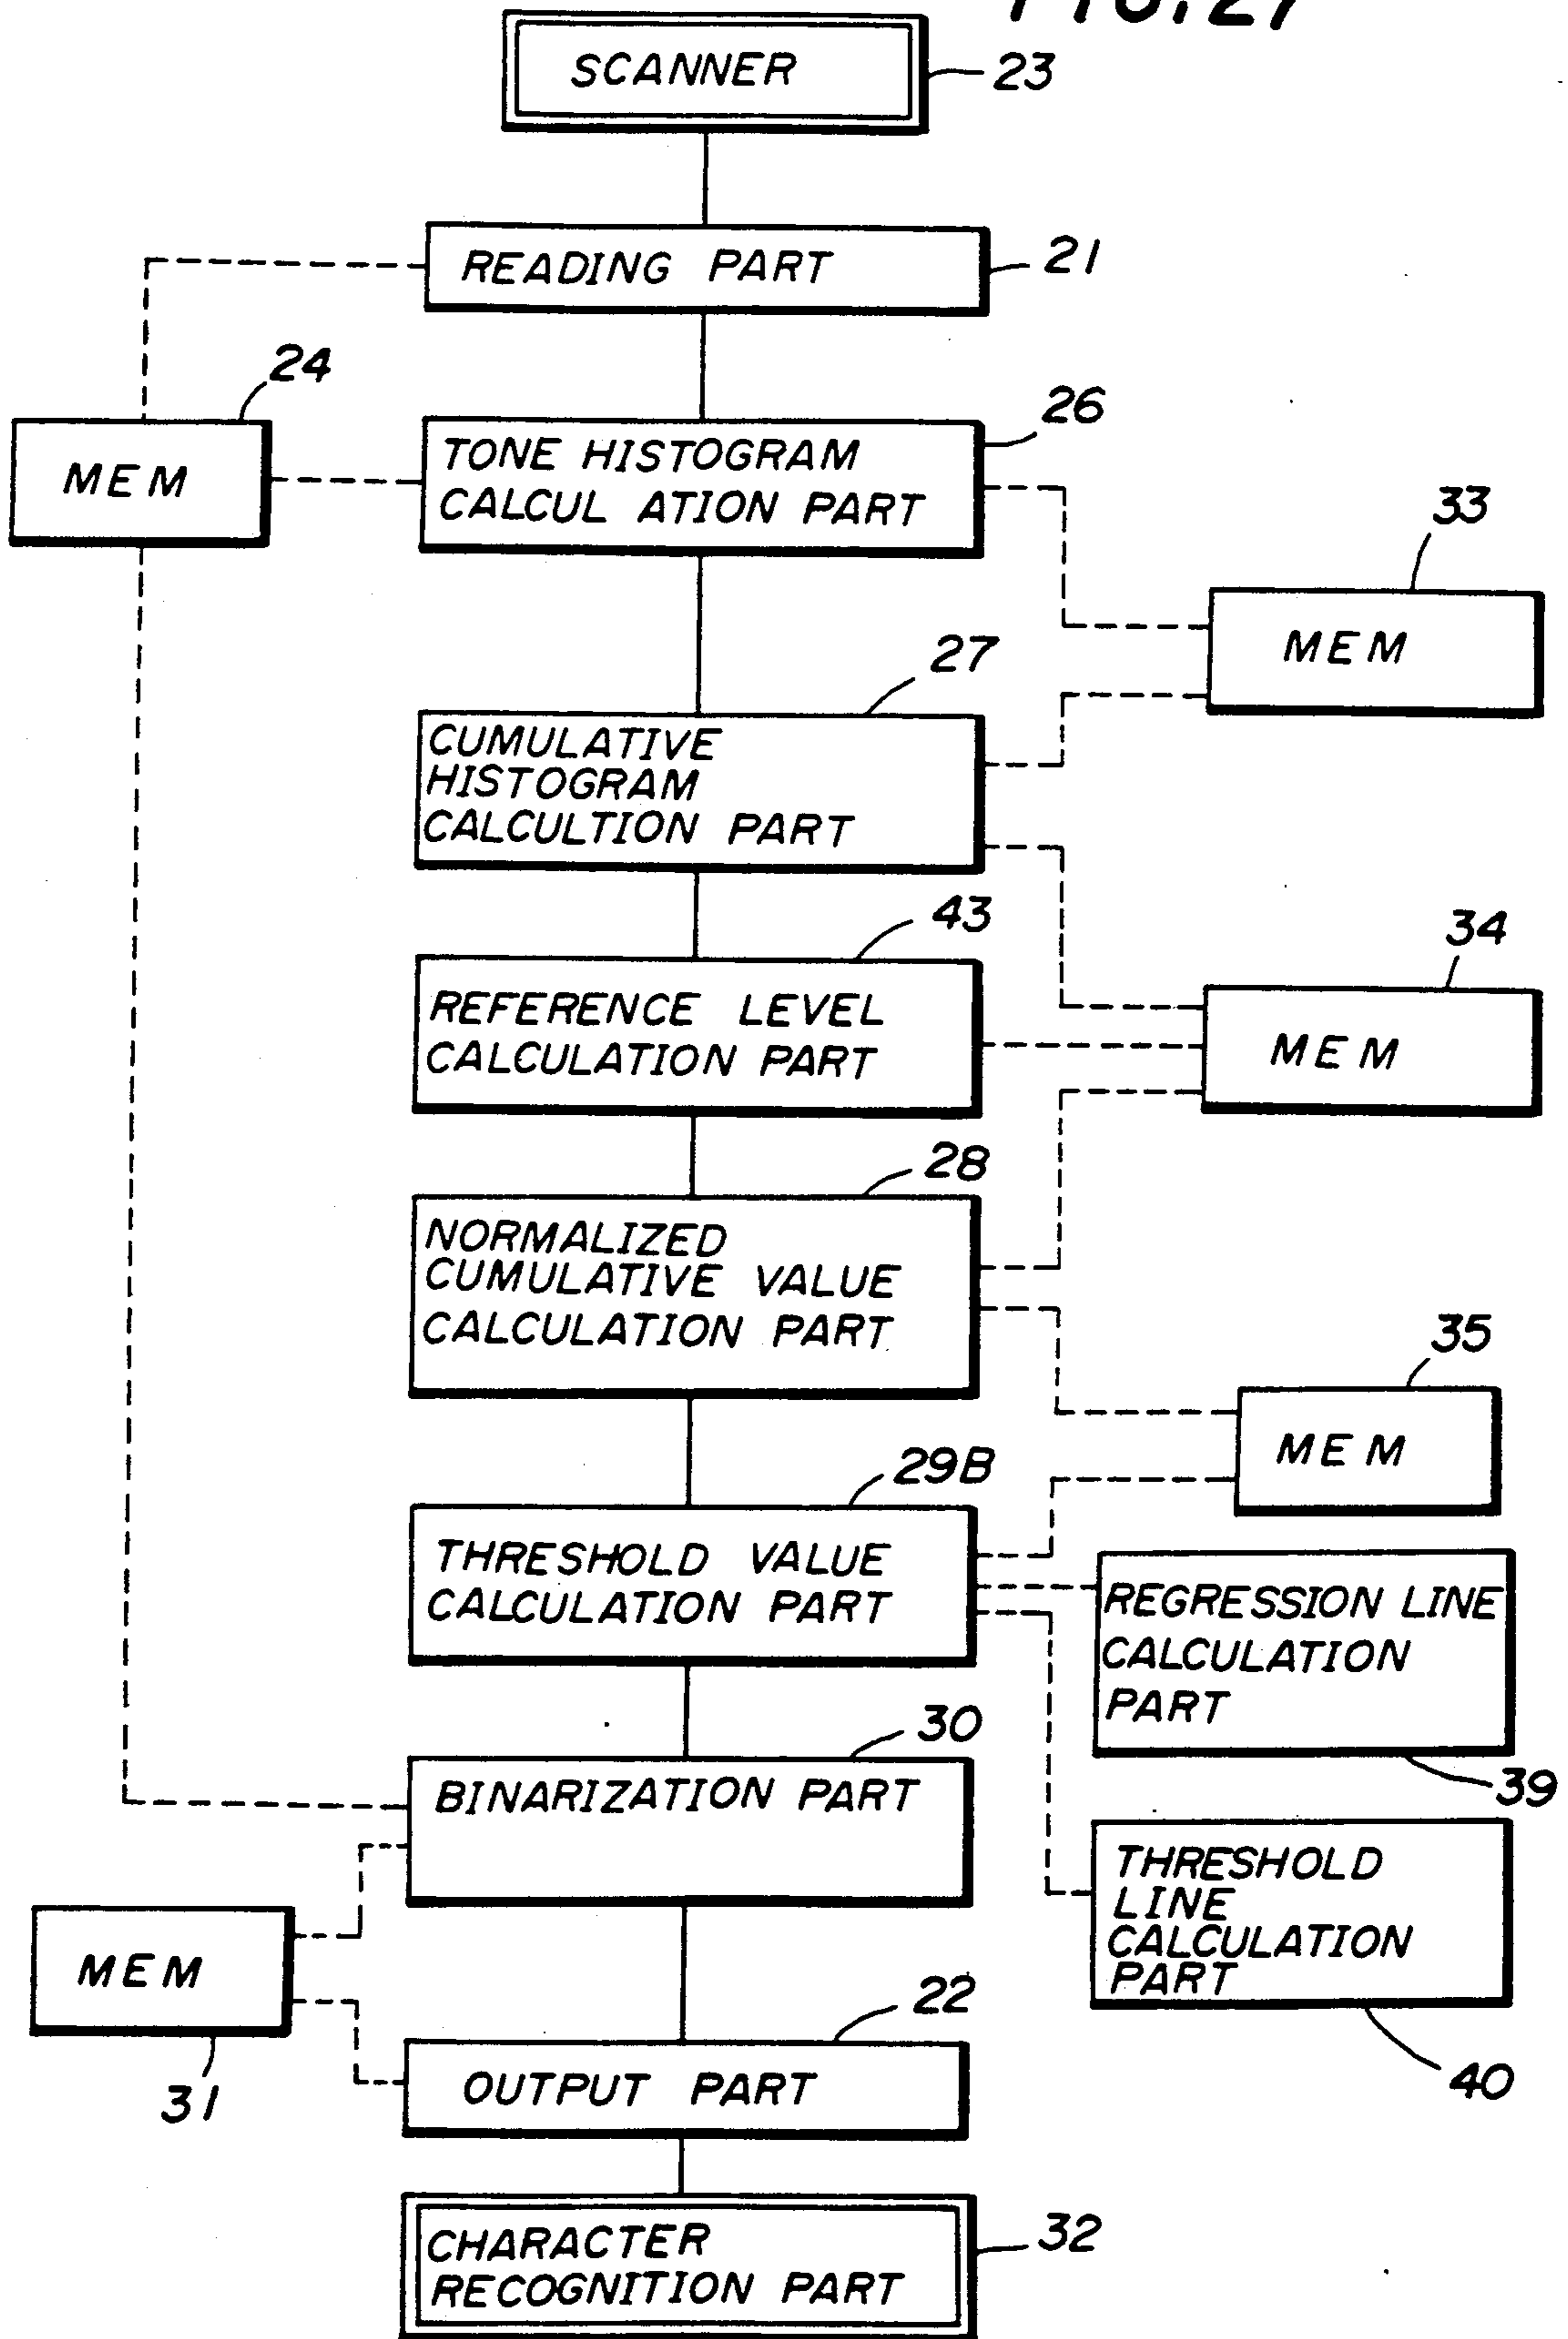 FIG. 27
SCANNER
23
READING PART
21
24
MEM
26
TONE HISTOGRAM
CALCUL ATION PART
33
MEM
27
CUMULATIVE
HISTOGRAM
CALCULTION PART
43
REFERENCE LEVEL
CALCULATION PART
34
MEM
28
NORMALIZED
CUMULATIVE VALUE
CALCULATION PART
35
MEM
29B
THRESHOLD VALUE
CALCULATION PART
REGRESSION LINE
CALCULATION
PART
39
30
BINARIZATION PART
THRESHOLD
LINE
CALCULATION
PART
40
MEM
31
22
OUTPUT PART
CHARACTER
RECOGNITION PART
32